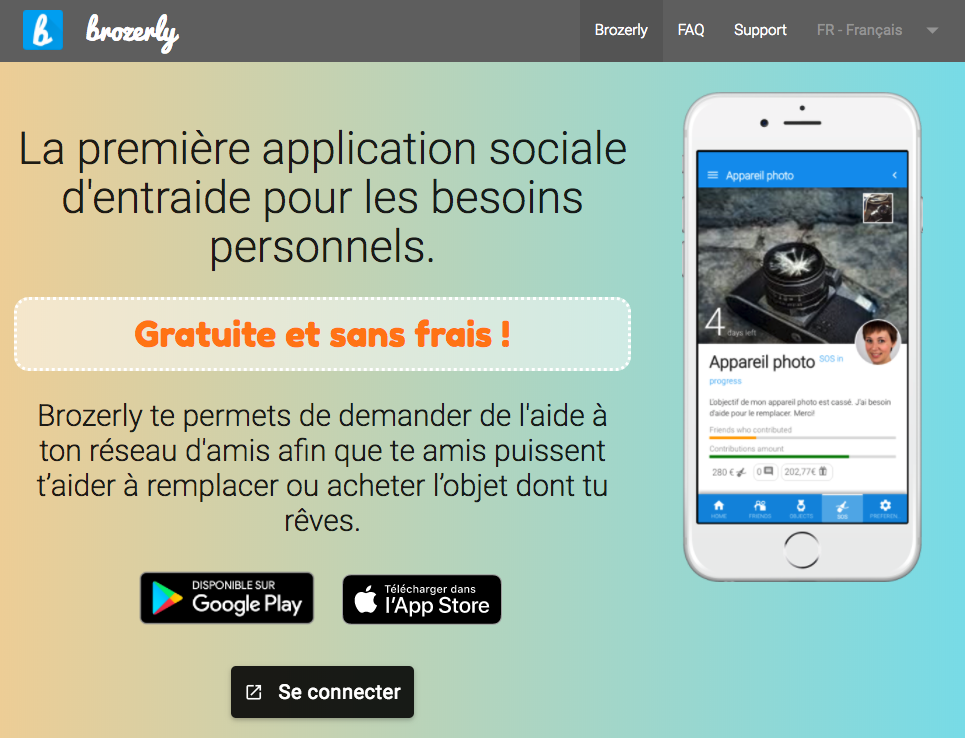 b brozerly
Brozerly FAQ Support FR - Français
La première application sociale
d'entraide pour les besoins
personnels.
Gratuite et sans frais !
Brozerly te permets de demander de l'aide à
ton réseau d'amis afin que te amis puissent
t’aider à remplacer ou acheter l’objet dont tu
rêves.
DISPONIBLE SUR
Google Play
Télécharger dans
l'App Store
Se connecter
Appareil photo
4 days left
Appareil photo SOS in
progress
L'objectif de mon appareil photo est cassé. J'ai besoin
d'aide pour le remplacer. Merci!
Friends who contributed
Contributions amount
280 € 0 202,77€
HOME FRIENDS OBJECTS SOS PREFEREN.